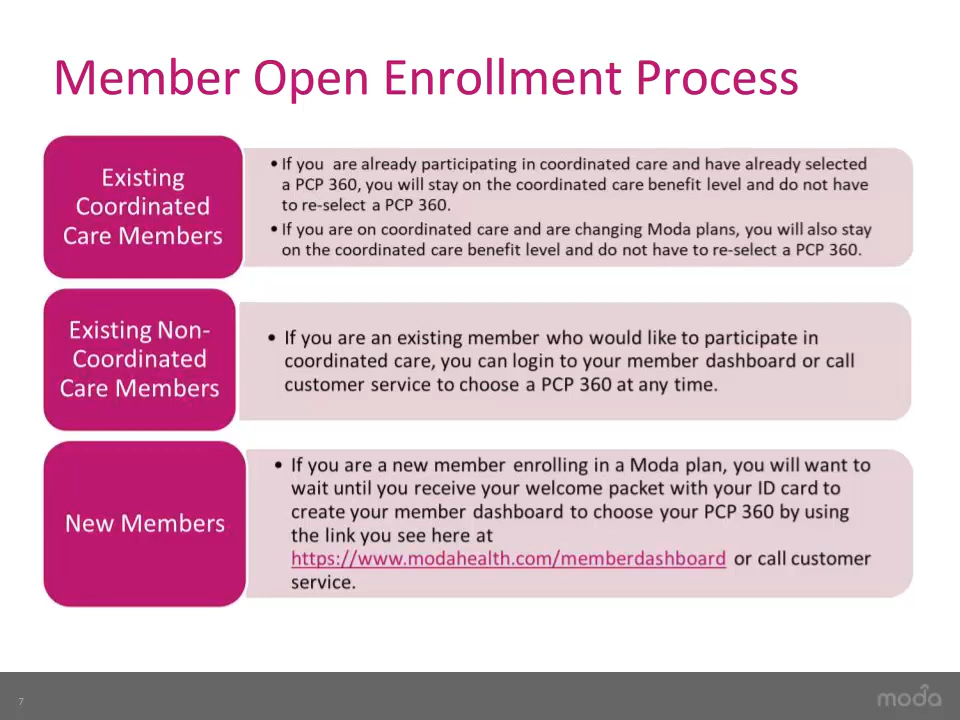 Member Open Enrollment Process
Existing
Coordinated
Care Members
• If you are already participating in coordinated care and have already selected
a PCP 360, you will stay on the coordinated care benefit level and do not have
to re-select a PCP 360.
• If you are on coordinated care and are changing Moda plans, you will also stay
on the coordinated care benefit level and do not have to re-select a PCP 360.
Existing Non-
Coordinated
Care Members
• If you are an existing member who would like to participate in
coordinated care, you can login to your member dashboard or call
customer service to choose a PCP 360 at any time.
New Members
• If you are a new member enrolling in a Moda plan, you will want to
wait until you receive your welcome packet with your ID card to
create your member dashboard to choose your PCP 360 by using
the link you see here at
https://www.modahealth.com/memberdashboard or call customer
service.
7
moda